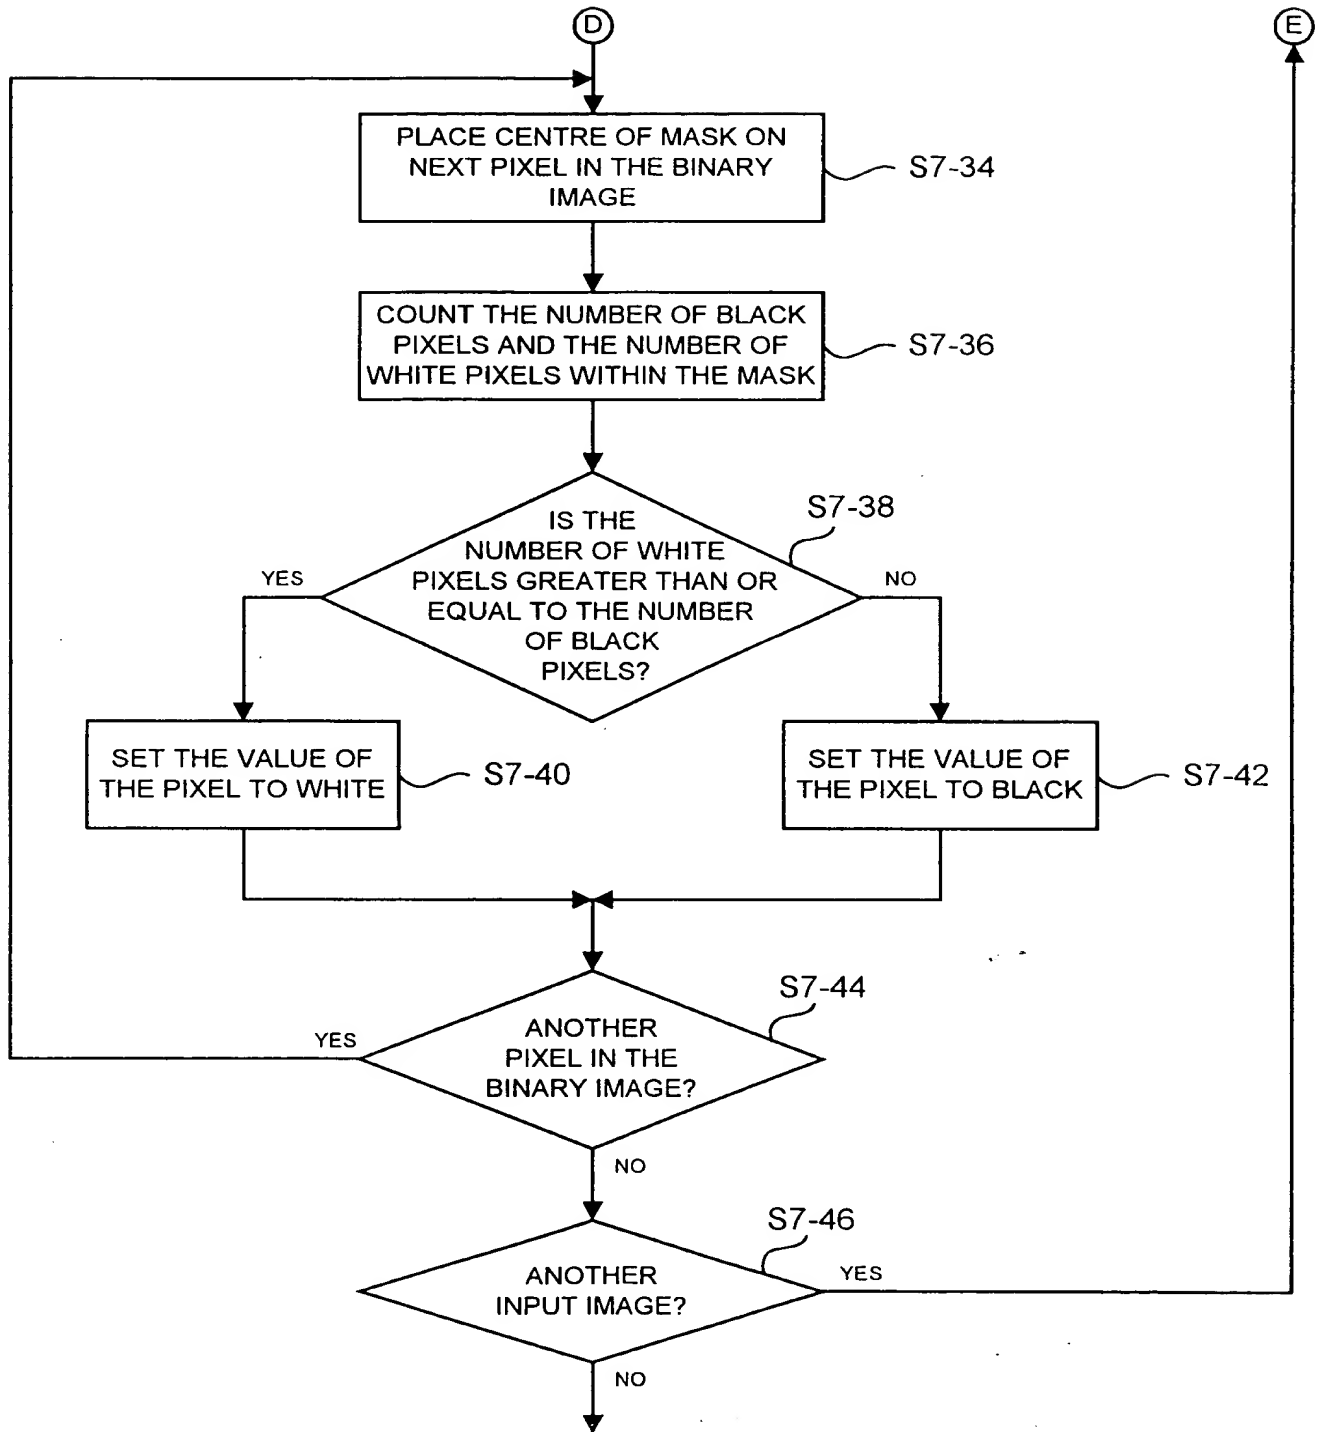 D
E
PLACE CENTRE OF MASK ON
NEXT PIXEL IN THE BINARY
IMAGE
S7-34
COUNT THE NUMBER OF BLACK
PIXELS AND THE NUMBER OF
WHITE PIXELS WITHIN THE MASK
S7-36
S7-38
IS THE
NUMBER OF WHITE
PIXELS GREATER THAN OR
EQUAL TO THE NUMBER
OF BLACK
PIXELS?
YES
NO
SET THE VALUE OF
THE PIXEL TO WHITE
S7-40
SET THE VALUE OF
THE PIXEL TO BLACK
S7-42
S7-44
ANOTHER
PIXEL IN THE
BINARY IMAGE?
YES
NO
S7-46
ANOTHER
INPUT IMAGE?
YES
NO